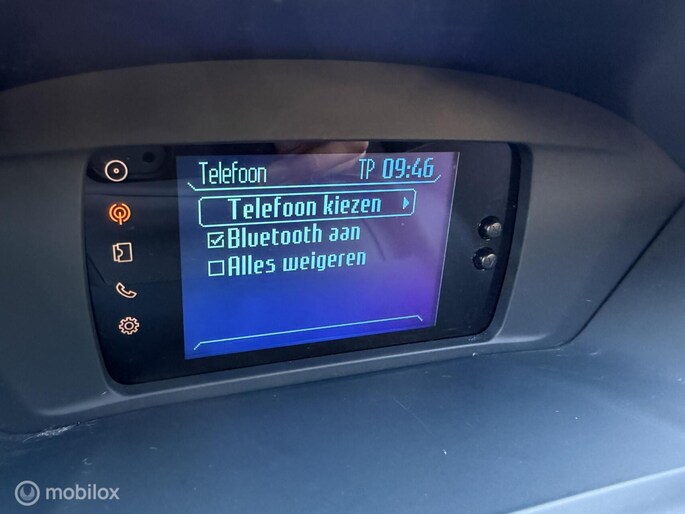 Telefoon TP 09:46
Telefoon kiezen
Bluetooth aan
Alles weigeren
mobilox